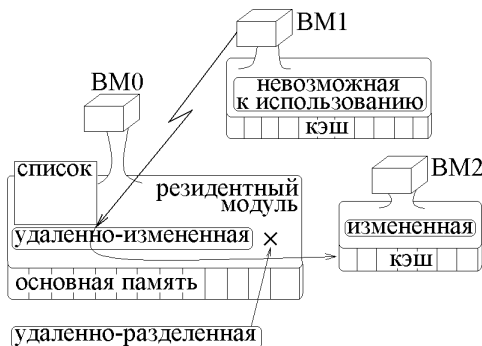 ВМ1
невозможная
к использованию
кэш
ВМ0
список
резидентный
модуль
удаленно-измененная
основная память
удаленно-разделенная
ВМ2
измененная
кэш